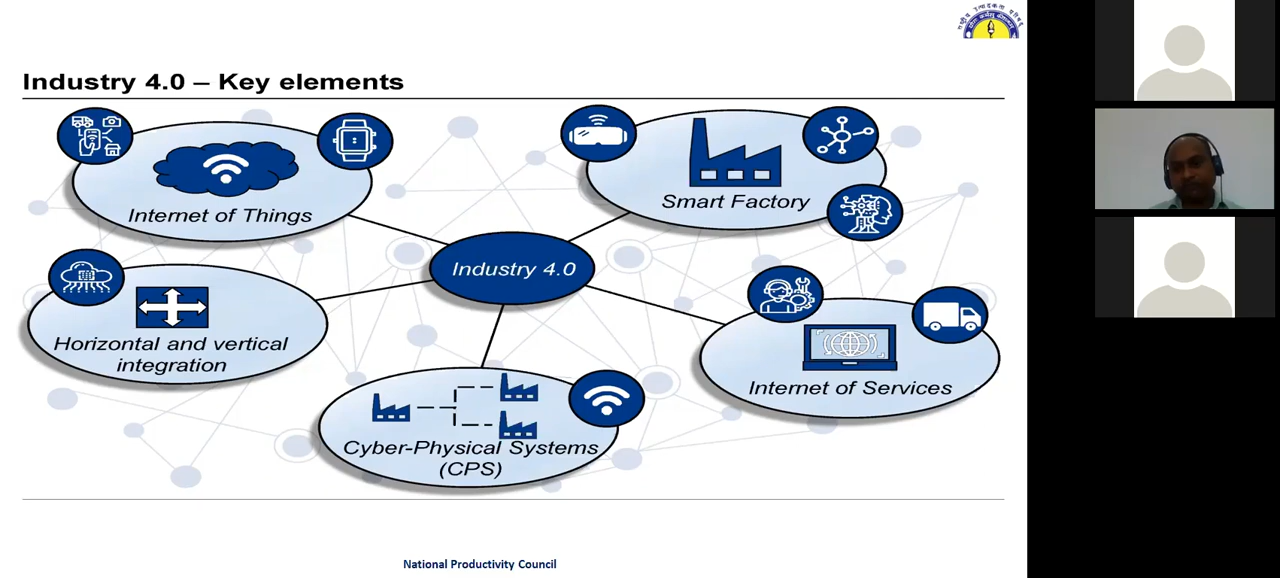 Industry 4.0 – Key elements
Internet of Things
Smart Factory
Industry 4.0
Horizontal and vertical
integration
Internet of Services
Cyber-Physical Systems
(CPS)
National Productivity Council